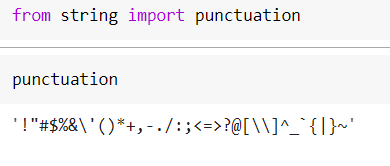 from string import punctuation
punctuation
'!"#$%&\'()*+,-./:;<=>?@[\\]^_`{|}~'